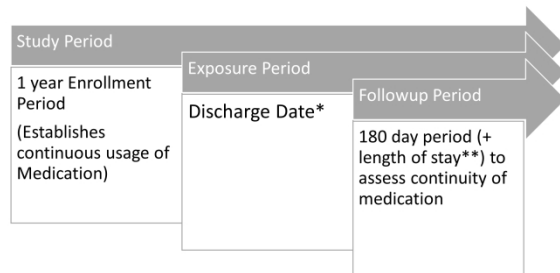 Study Period
1 year Enrollment
Period
(Establishes
continuous usage of
Medication)
Exposure Period
Discharge Date*
Followup Period
180 day period (+
length of stay**) to
assess continuity of
medication